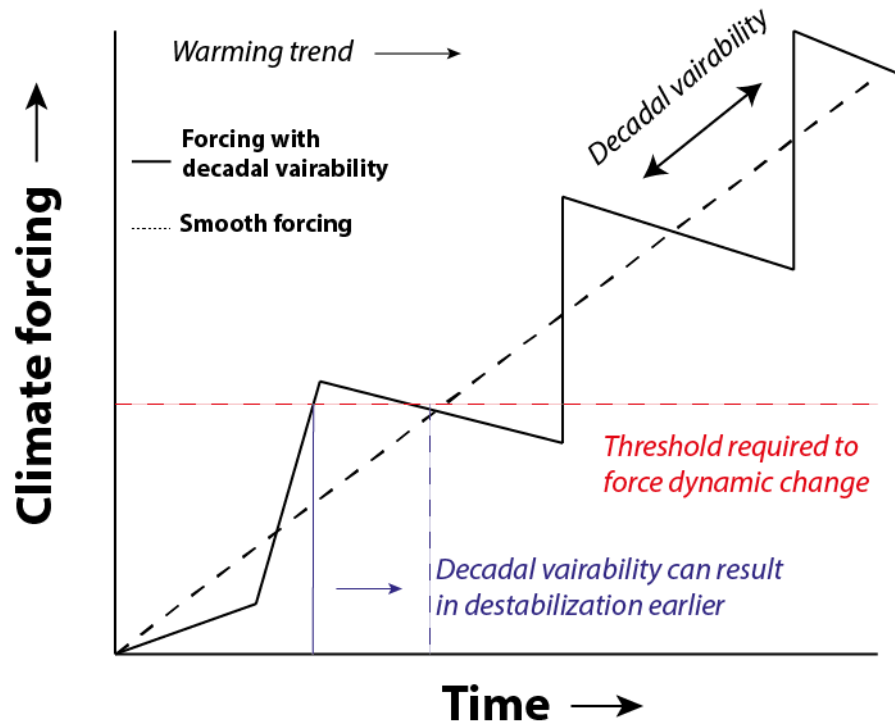 Warming trend
Forcing with
decadal vairability
Smooth forcing
Decadal vairability
Climate forcing
Threshold required to
force dynamic change
Decadal vairability can result
in destabilization earlier
Time